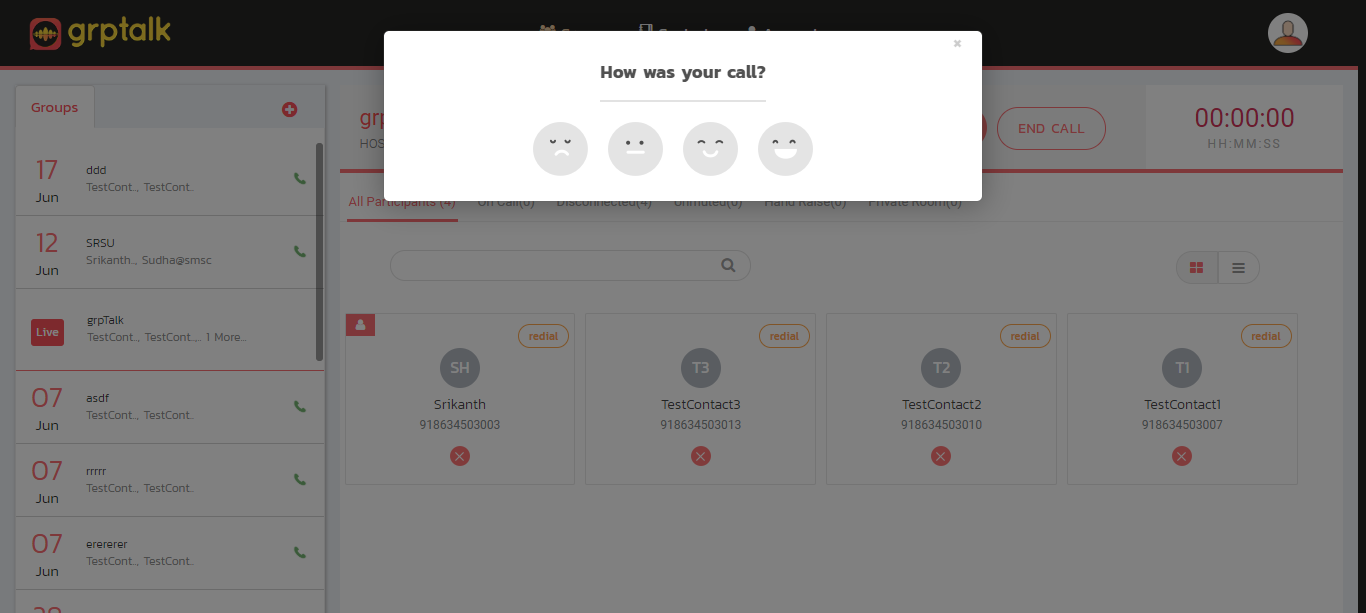 grptalk
How was your call?
Groups
END CALL
00:00:00
HH:MM:SS
17
Jun
ddd
TestCont.., TestCont..
12
Jun
SRSU
Srikanth.., Sudha@smsc
Live
grpTalk
TestCont.., TestCont..,.. 1 More..
07
Jun
asdf
TestCont.., TestCont..
07
Jun
rrrrr
TestCont.., TestCont..
07
Jun
erererer
TestCont.., TestCont..
All Participants (4) On Call(0) Disconnected(4) Unmuted(0) Hand Raise(0) Private Room(0)
redial
SH
Srikanth
918634503003
redial
T3
TestContact3
918634503013
redial
T2
TestContact2
918634503010
redial
T1
TestContact1
918634503007